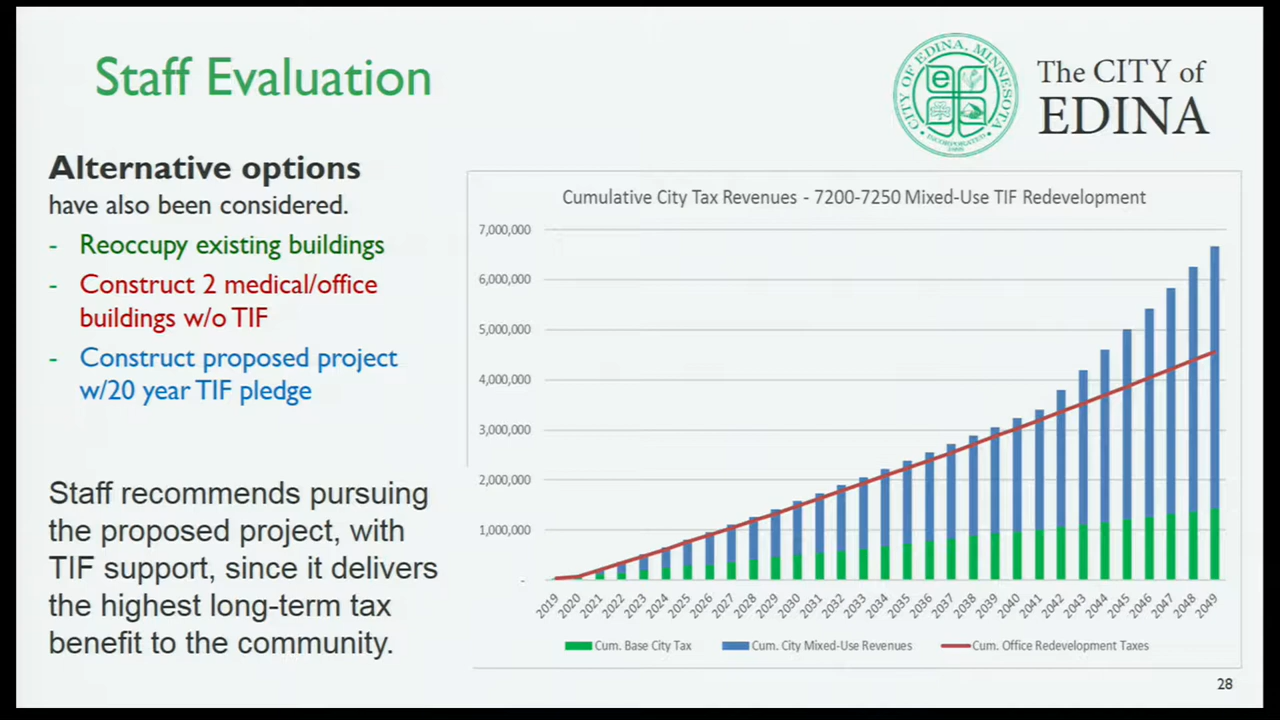 Staff Evaluation
CITY OF EDINA, MINNESOTA
INCORPORATED
1888
e
The CITY of
EDINA
Alternative options
have also been considered.
- Reoccupy existing buildings
- Construct 2 medical/office
buildings w/o TIF
- Construct proposed project
w/20 year TIF pledge
Staff recommends pursuing
the proposed project, with
TIF support, since it delivers
the highest long-term tax
benefit to the community.
Cumulative City Tax Revenues - 7200-7250 Mixed-Use TIF Redevelopment
7,000,000
6,000,000
5,000,000
4,000,000
3,000,000
2,000,000
1,000,000
-
2019 2020 2021 2022 2023 2024 2025 2026 2027 2028 2029 2030 2031 2032 2033 2034 2035 2036 2037 2038 2039 2040 2041 2042 2043 2044 2045 2046 2047 2048 2049
Cum. Base City Tax Cum. City Mixed-Use Revenues Cum. Office Redevelopment Taxes
28